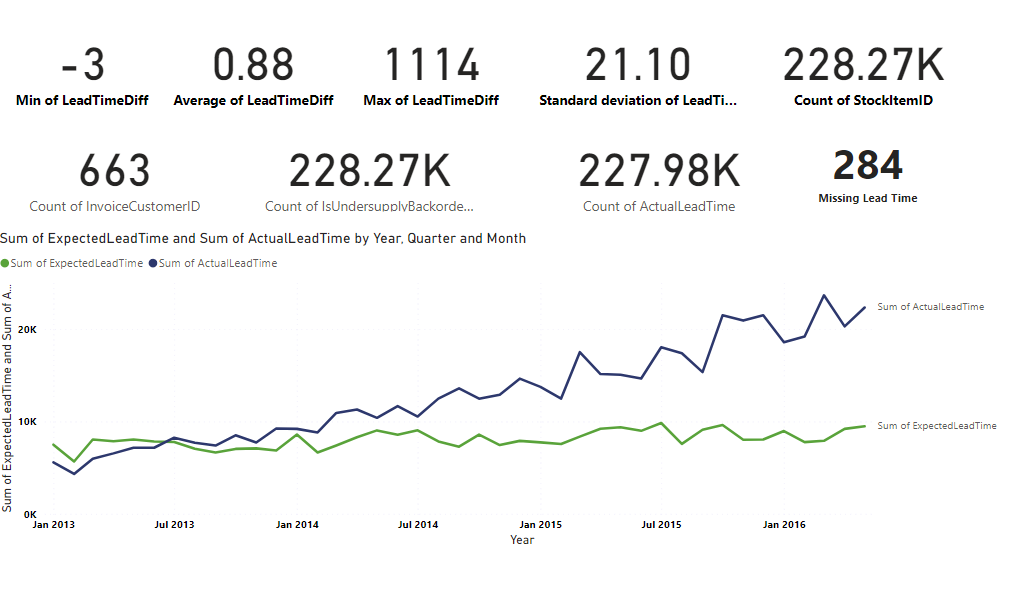 -3
0.88
1114
21.10
228.27K
Min of LeadTimeDiff
Average of LeadTimeDiff
Max of LeadTimeDiff
Standard deviation of LeadTi...
Count of StockItemID
663
228.27K
227.98K
284
Count of InvoiceCustomerID
Count of IsUndersupplyBackorde...
Count of ActualLeadTime
Missing Lead Time
Sum of ExpectedLeadTime and Sum of ActualLeadTime by Year, Quarter and Month
Sum of ExpectedLeadTime
Sum of ActualLeadTime
Sum of ExpectedLeadTime and Sum of A...
20K
10K
0K
Sum of ActualLeadTime
Sum of ExpectedLeadTime
Jan 2013
Jul 2013
Jan 2014
Jul 2014
Jan 2015
Jul 2015
Jan 2016
Year